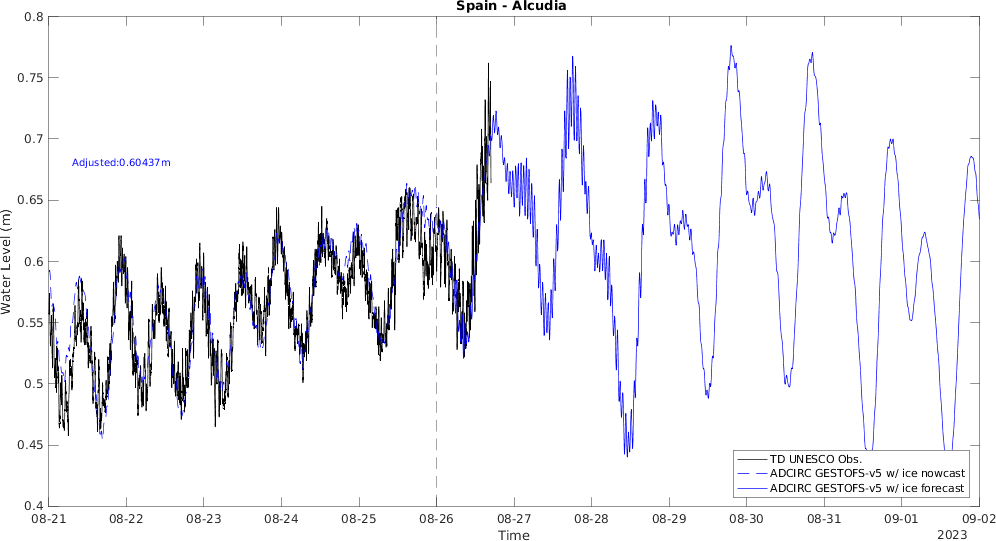 Spain - Alcudia
0.8
0.75
0.7
0.65
0.6
0.55
0.5
0.45
0.4
Water Level (m)
Adjusted:0.60437m
TD UNESCO Obs.
ADCIRC GESTOFS-v5 w/ ice nowcast
ADCIRC GESTOFS-v5 w/ ice forecast
08-21 08-22 08-23 08-24 08-25 08-26 08-27 08-28 08-29 08-30 08-31 09-01 09-02
Time
2023